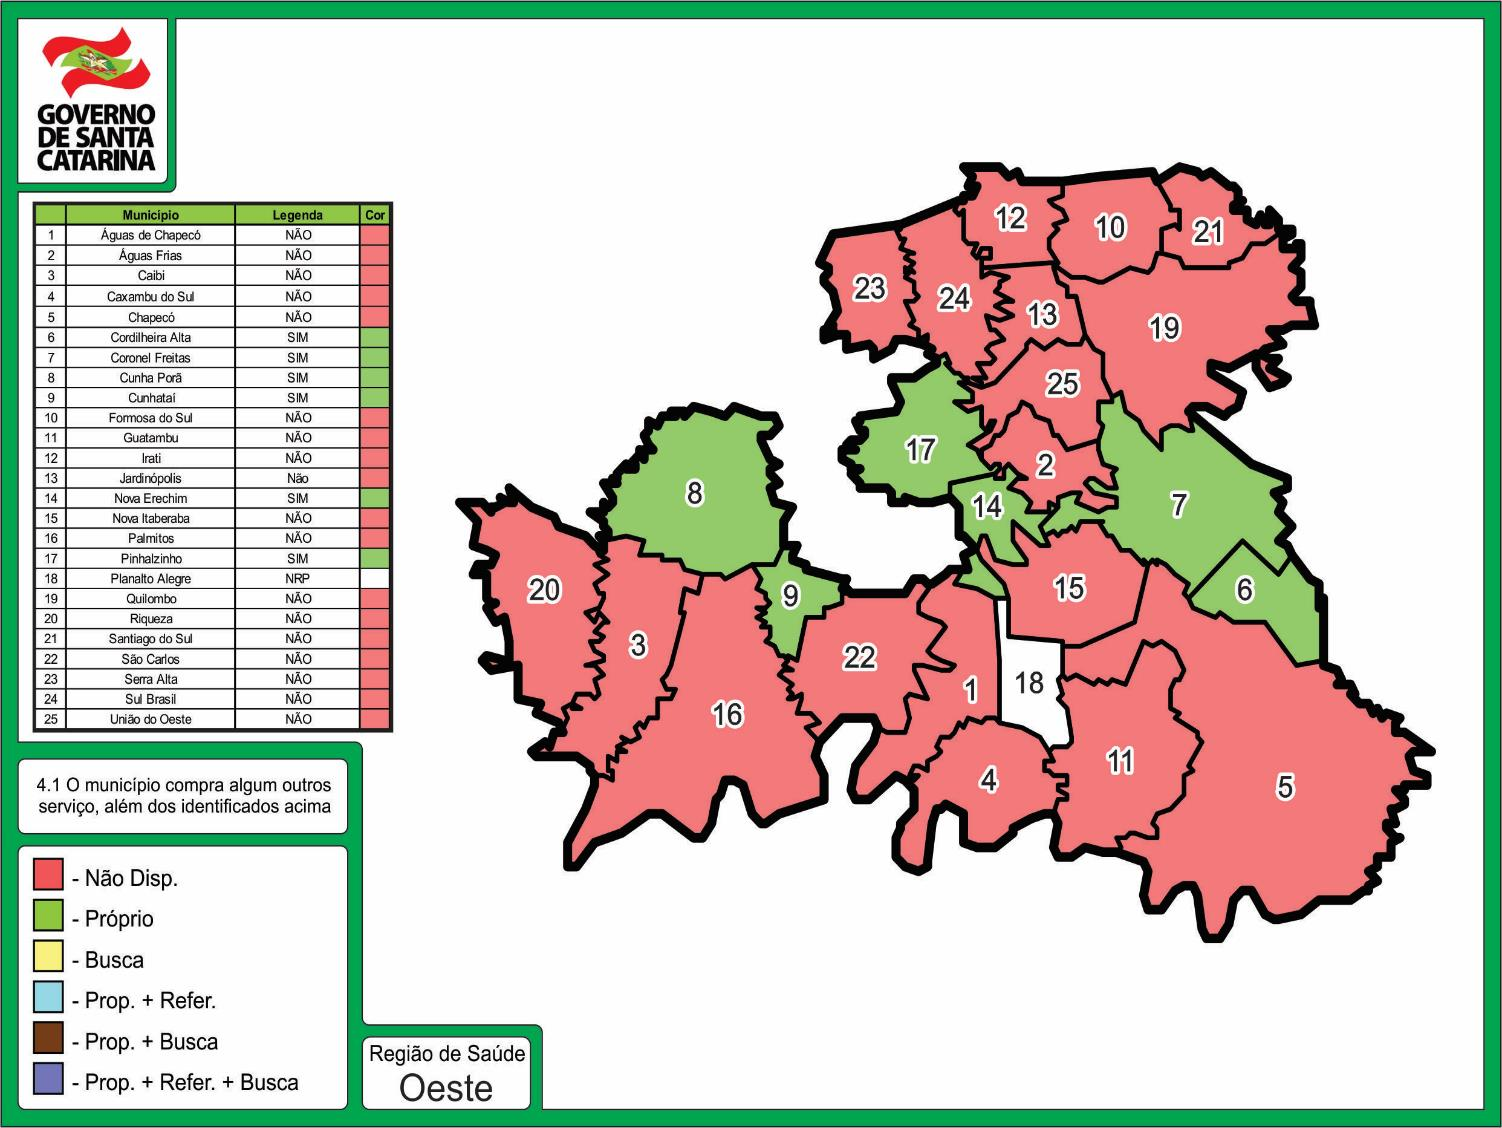 GOVERNO
DE SANTA
CATARINA
Município Legenda Cor
1 Águas de Chapecó NÃO
2 Águas Frias NÃO
3 Caibi NÃO
4 Caxambu do Sul NÃO
5 Chapecó NÃO
6 Cordilheira Alta SIM
7 Coronel Freitas SIM
8 Cunha Porã SIM
9 Cunhataí SIM
10 Formosa do Sul NÃO
11 Guatambu NÃO
12 Irati NÃO
13 Jardinópolis Não
14 Nova Erechim SIM
15 Nova Itaberaba NÃO
16 Palmitos NÃO
17 Pinhalzinho SIM
18 Planalto Alegre NRP
19 Quilombo NÃO
20 Riqueza NÃO
21 Santiago do Sul NÃO
22 São Carlos NÃO
23 Serra Alta NÃO
24 Sul Brasil NÃO
25 União do Oeste NÃO
4.1 O município compra algum outros
serviço, além dos identificados acima
- Não Disp.
- Próprio
- Busca
- Prop. + Refer.
- Prop. + Busca
- Prop. + Refer. + Busca
Região de Saúde
Oeste
12
10
21
23
24
13
19
25
17
2
8
14
7
20
9
15
6
3
22
1
18
16
4
11
5